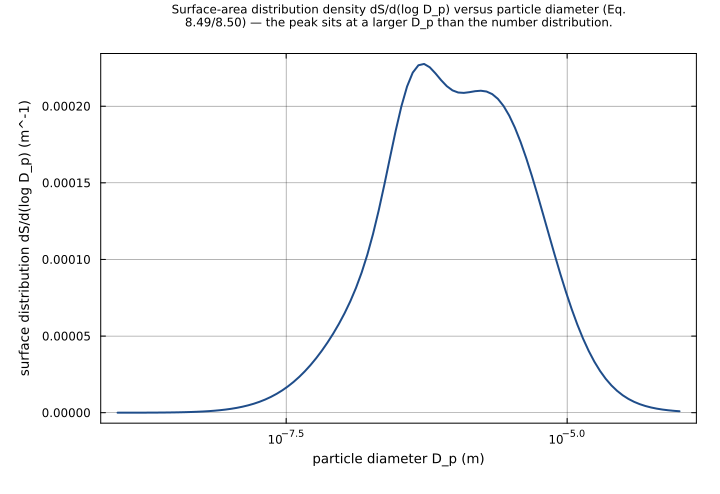 Surface-area distribution density dS/d(log D_p) versus particle diameter (Eq.
8.49/8.50) — the peak sits at a larger D_p than the number distribution.
surface distribution dS/d(log D_p) (m^-1)
0.00020
0.00015
0.00010
0.00005
0.00000
10^−7.5 10^−5.0
particle diameter D_p (m)